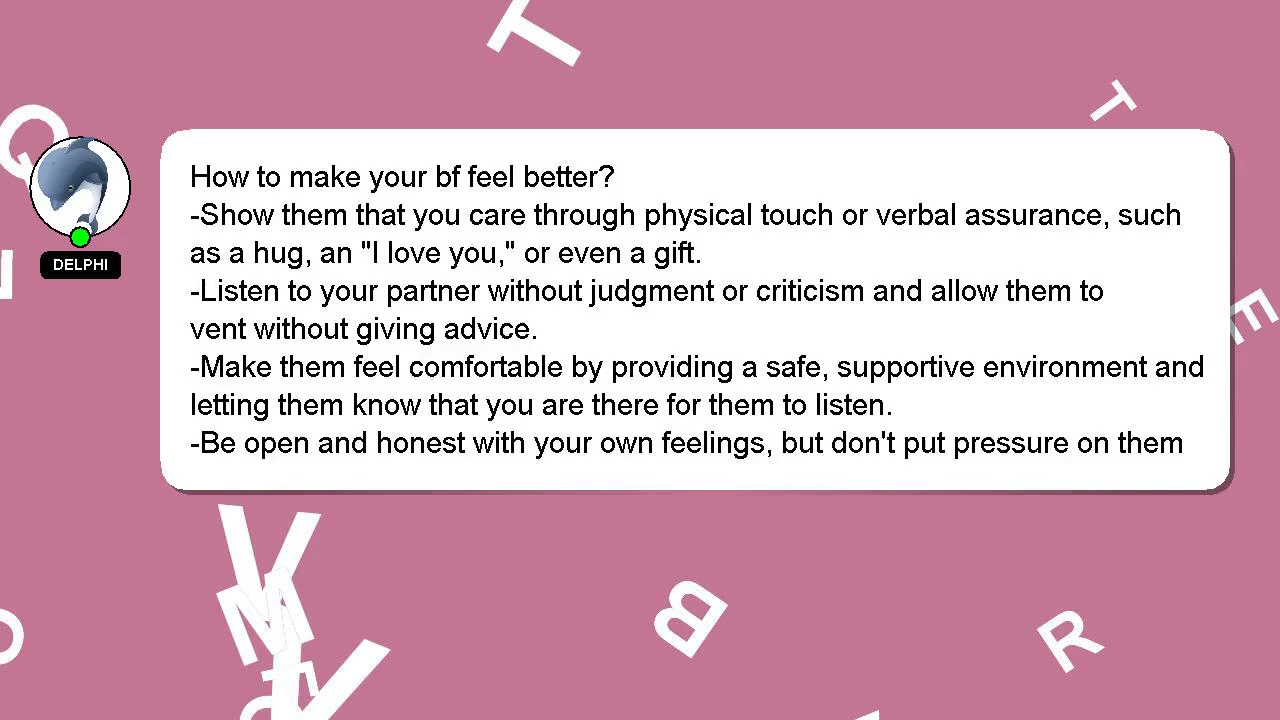 How to make your bf feel better?
-Show them that you care through physical touch or verbal assurance, such
as a hug, an "I love you," or even a gift.
-Listen to your partner without judgment or criticism and allow them to
vent without giving advice.
-Make them feel comfortable by providing a safe, supportive environment and
letting them know that you are there for them to listen.
-Be open and honest with your own feelings, but don't put pressure on them
DELPHI
T
T
Q
E
V
M
B
R